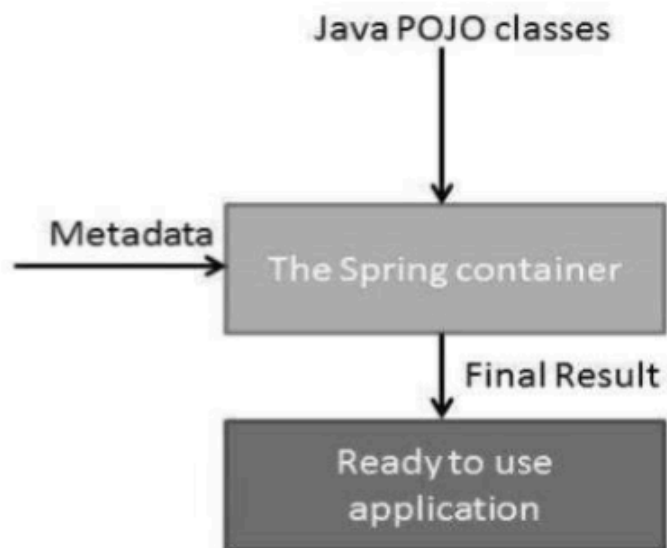 Java POJO classes
Metadata
The Spring container
Final Result
Ready to use
application